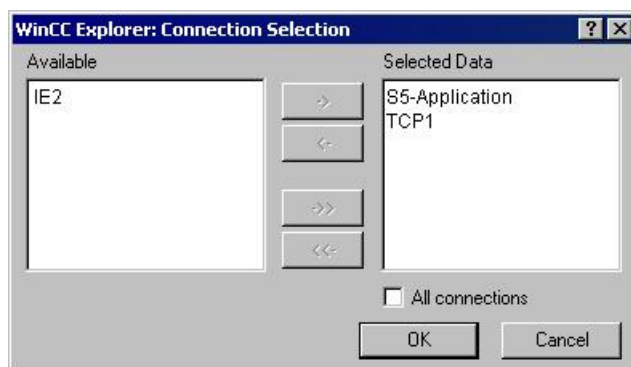 WinCC Explorer: Connection Selection ? X
Available
Selected Data
IE2
S5-Application
TCP1
->
<-
->>
<<-
All connections
OK
Cancel